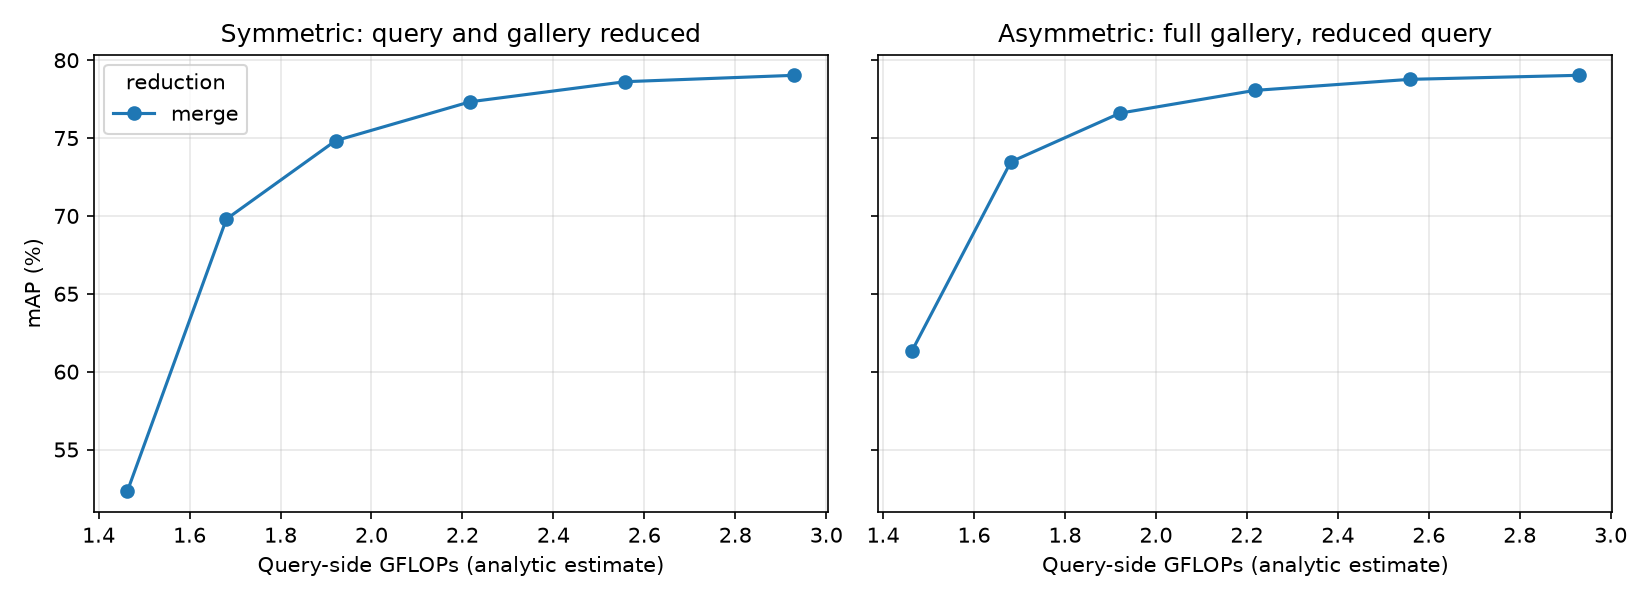 Symmetric: query and gallery reduced
80
75
70
65
60
55
mAP (%)
reduction
merge
1.4 1.6 1.8 2.0 2.2 2.4 2.6 2.8 3.0
Query-side GFLOPs (analytic estimate)
Asymmetric: full gallery, reduced query
1.4 1.6 1.8 2.0 2.2 2.4 2.6 2.8 3.0
Query-side GFLOPs (analytic estimate)